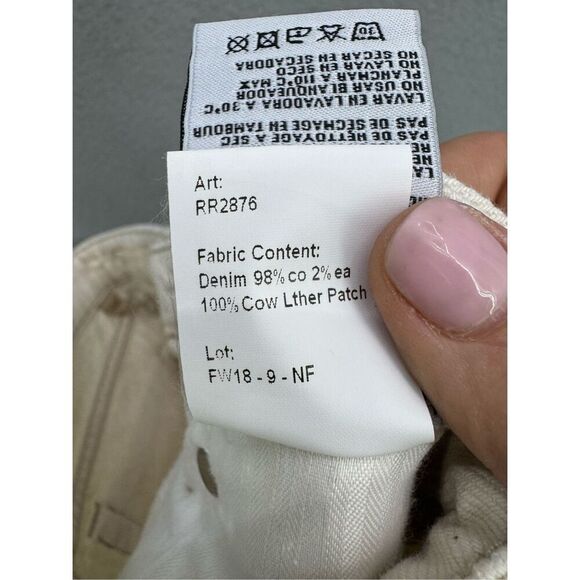 30
NO SECAR EN SECADORA
NO LAVAR EN SECO
PLANCHAR A 110°C MAX
NO USAR BLANQUEADOR
LAVAR EN LAVADORA A 30°C
PAS DE SÉCHAGE EN TAMBOUR
NETTOYAGE A SEC
Art:
RR2876
Fabric Content:
Denim 98% co 2% ea
100% Cow Lther Patch
Lot:
FW18 - 9 - NF